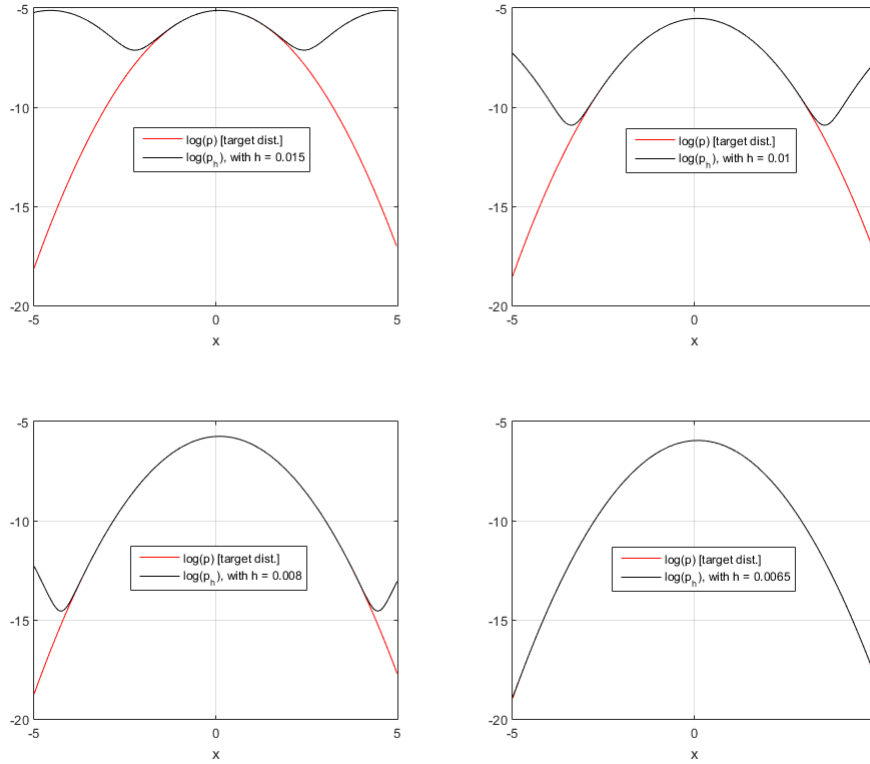 -5
-10
-15
-20
-5
0
5
x
log(p) [target dist.]
log(p_h), with h = 0.015
-5
-10
-15
-20
-5
0
x
log(p) [target dist.]
log(p_h), with h = 0.01
-5
-10
-15
-20
-5
0
5
x
log(p) [target dist.]
log(p_h), with h = 0.008
-5
-10
-15
-20
-5
0
x
log(p) [target dist.]
log(p_h), with h = 0.0065